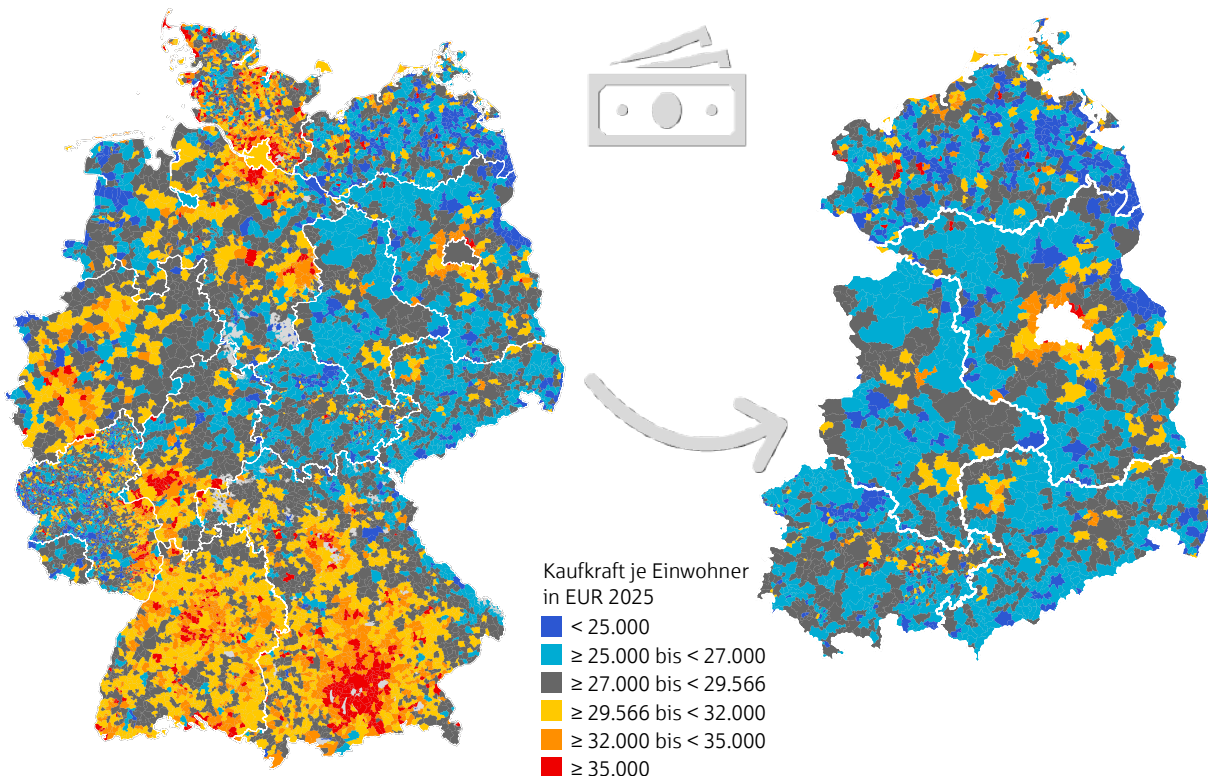 Kaufkraft je Einwohner
in EUR 2025
< 25.000
≥ 25.000 bis < 27.000
≥ 27.000 bis < 29.566
≥ 29.566 bis < 32.000
≥ 32.000 bis < 35.000
≥ 35.000